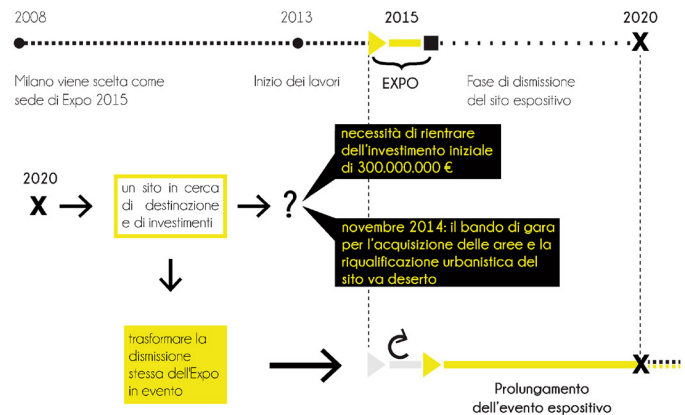 2008
2013
2015
2020
X
Milano viene scelta come
sede di Expo 2015
Inizio dei lavori
EXPO
Fase di dismissione
del sito espositivo
necessità di rientrare
dell'investimento iniziale
di 300.000.000 €
2020
X
un sito in cerca
di destinazione
e di investimenti
?
novembre 2014: il bando di gara
per l'acquisizione delle aree e la
riqualificazione urbanistica del
sito va deserto
trasformare la
dismissione
stessa dell'Expo
in evento
X
Prolungamento
dell'evento espositivo